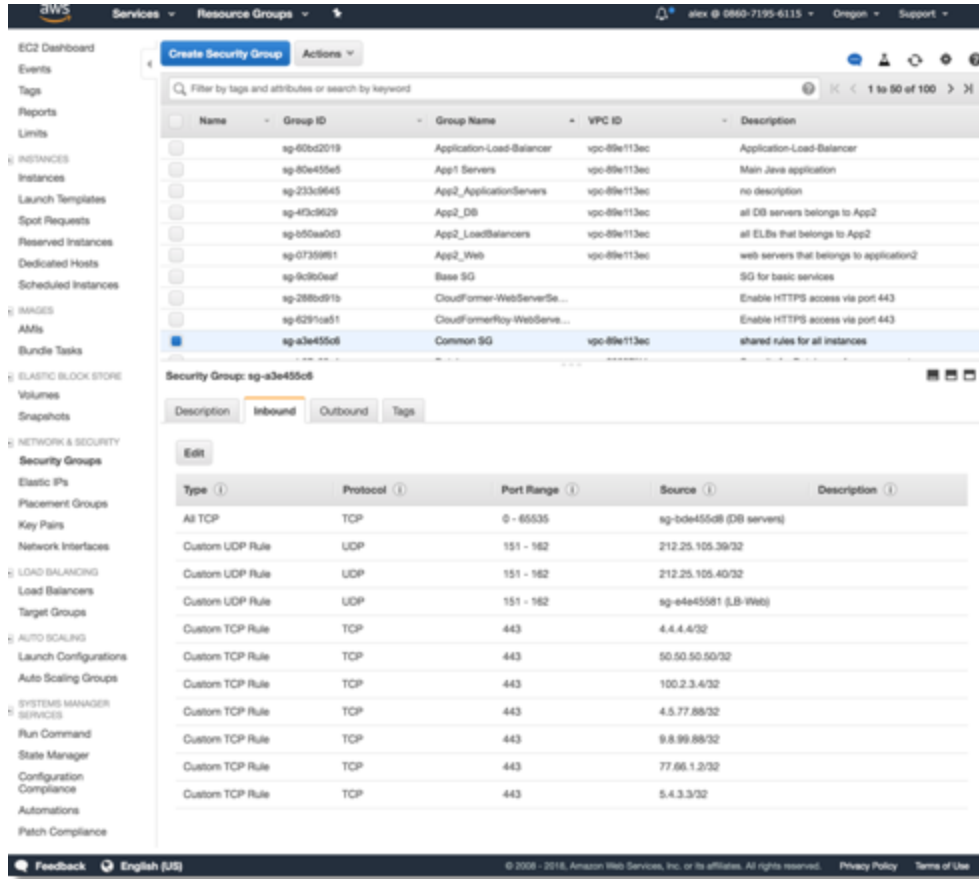 aws Services Resource Groups alex @ 0860-7195-6115 Oregon Support
EC2 Dashboard
Events
Tags
Reports
Limits
INSTANCES
Instances
Launch Templates
Spot Requests
Reserved Instances
Dedicated Hosts
Scheduled Instances
IMAGES
AMIs
Bundle Tasks
ELASTIC BLOCK STORE
Volumes
Snapshots
NETWORK & SECURITY
Security Groups
Elastic IPs
Placement Groups
Key Pairs
Network Interfaces
LOAD BALANCING
Load Balancers
Target Groups
AUTO SCALING
Launch Configurations
Auto Scaling Groups
SYSTEMS MANAGER
SERVICES
Run Command
State Manager
Configuration
Compliance
Automations
Patch Compliance
Create Security Group Actions
Filter by tags and attributes or search by keyword 1 to 50 of 100
Name Group ID Group Name VPC ID Description
sg-60bd2019 Application-Load-Balancer vpc-89e113ec Application-Load-Balancer
sg-80e455e5 App1 Servers vpc-89e113ec Main Java application
sg-233c9645 App2_ApplicationServers vpc-89e113ec no description
sg-4f3c9629 App2_DB vpc-89e113ec all DB servers belongs to App2
sg-b50aa0d3 App2_LoadBalancers vpc-89e113ec all ELBs that belongs to App2
sg-07359f61 App2_Web vpc-89e113ec web servers that belongs to application2
sg-9c9b0eaf Base SG SG for basic services
sg-288bd91b CloudFormer-WebServerSe... Enable HTTPS access via port 443
sg-6291ca51 CloudFormerRoy-WebServe... Enable HTTPS access via port 443
sg-a3e455c6 Common SG vpc-89e113ec shared rules for all instances
Security Group: sg-a3e455c6
Description Inbound Outbound Tags
Edit
Type Protocol Port Range Source Description
All TCP TCP 0 - 65535 sg-bde455d8 (DB servers)
Custom UDP Rule UDP 151 - 162 212.25.105.39/32
Custom UDP Rule UDP 151 - 162 212.25.105.40/32
Custom UDP Rule UDP 151 - 162 sg-e4e45581 (LB-Web)
Custom TCP Rule TCP 443 4.4.4.4/32
Custom TCP Rule TCP 443 50.50.50.50/32
Custom TCP Rule TCP 443 100.2.3.4/32
Custom TCP Rule TCP 443 4.5.77.88/32
Custom TCP Rule TCP 443 9.8.99.88/32
Custom TCP Rule TCP 443 77.66.1.2/32
Custom TCP Rule TCP 443 5.4.3.3/32
Feedback English (US) © 2008 - 2018, Amazon Web Services, Inc. or its affiliates. All rights reserved. Privacy Policy Terms of Use